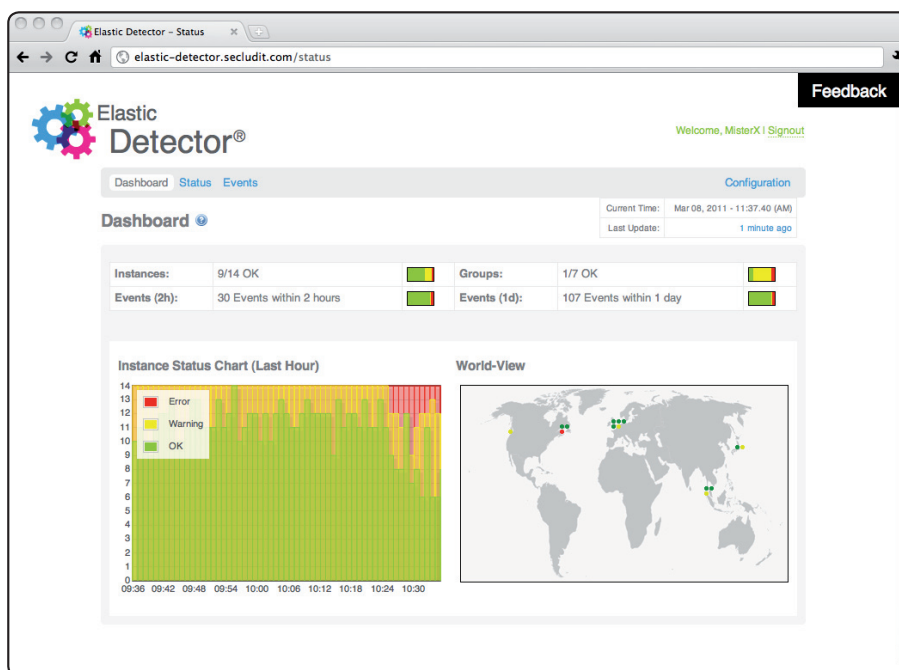 Elastic Detector – Status
elastic-detector.secludit.com/status
Feedback
Elastic
Detector®
Welcome, MisterX | Signout
Dashboard Status Events Configuration
Dashboard
Current Time: Mar 08, 2011 - 11:37.40 (AM)
Last Update: 1 minute ago
Instances: 9/14 OK Groups: 1/7 OK
Events (2h): 30 Events within 2 hours Events (1d): 107 Events within 1 day
Instance Status Chart (Last Hour) World-View
14
13
12
11
10
9
8
7
6
5
4
3
2
1
0
Error
Warning
OK
09:36 09:42 09:48 09:54 10:00 10:06 10:12 10:18 10:24 10:30